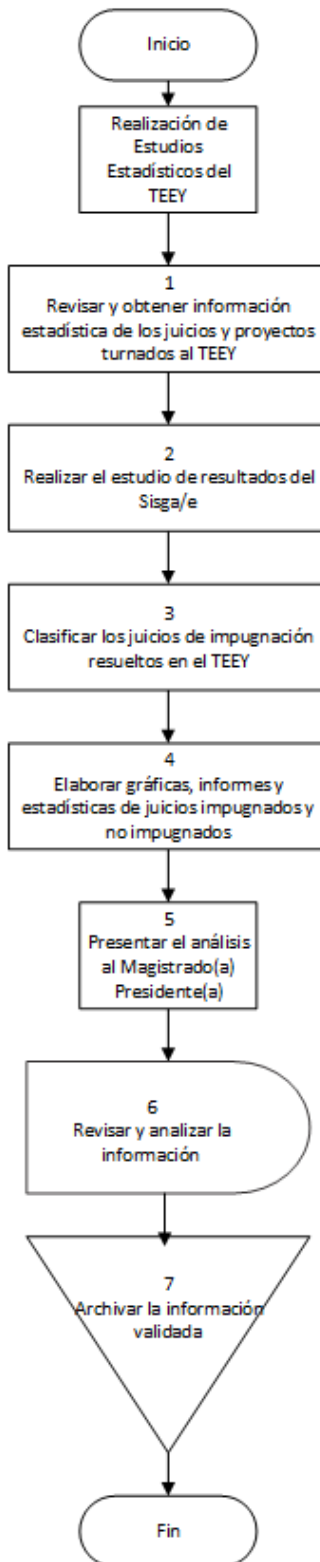 Inicio
Realización de
Estudios
Estadísticos del
TEEY
1
Revisar y obtener información
estadística de los juicios y proyectos
turnados al TEEY
2
Realizar el estudio de resultados del
Sisga/e
3
Clasificar los juicios de impugnación
resueltos en el TEEY
4
Elaborar gráficas, informes y
estadísticas de juicios impugnados y
no impugnados
5
Presentar el análisis
al Magistrado(a)
Presidente(a)
6
Revisar y analizar la
información
7
Archivar la información
validada
Fin